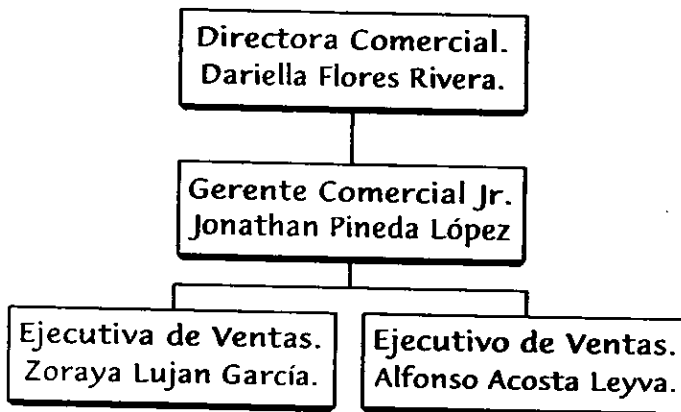 Directora Comercial.
Dariella Flores Rivera.
Gerente Comercial Jr.
Jonathan Pineda López
Ejecutiva de Ventas.
Zoraya Lujan García.
Ejecutivo de Ventas.
Alfonso Acosta Leyva.